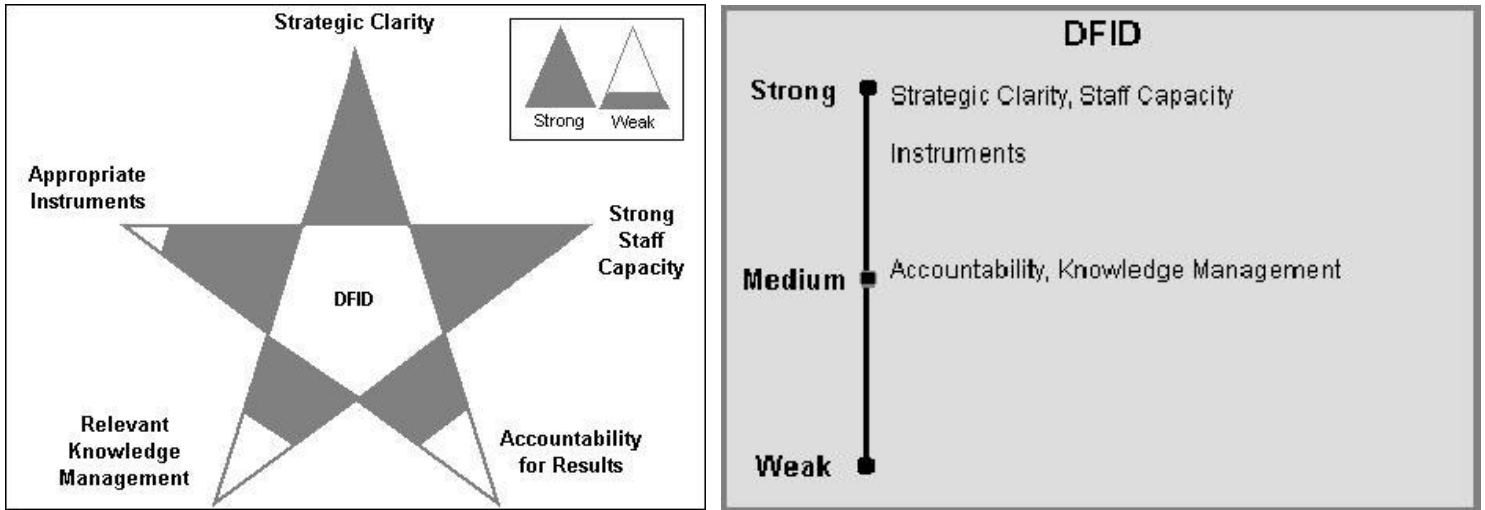 Strategic Clarity
Strong
Weak
Appropriate
Instruments
Strong
Staff
Capacity
DFID
Relevant
Knowledge
Management
Accountability
for Results
DFID
Strong
Strategic Clarity, Staff Capacity
Instruments
Medium
Accountability, Knowledge Management
Weak